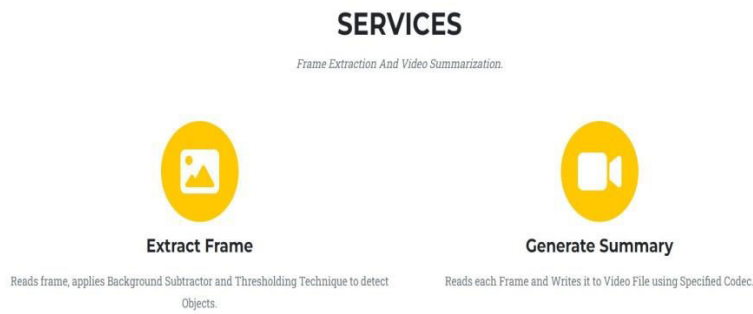 SERVICES
Frame Extraction And Video Summarization.
Extract Frame
Reads frame, applies Background Subtractor and Thresholding Technique to detect
Objects.
Generate Summary
Reads each Frame and Writes it to Video File using Specified Codec.